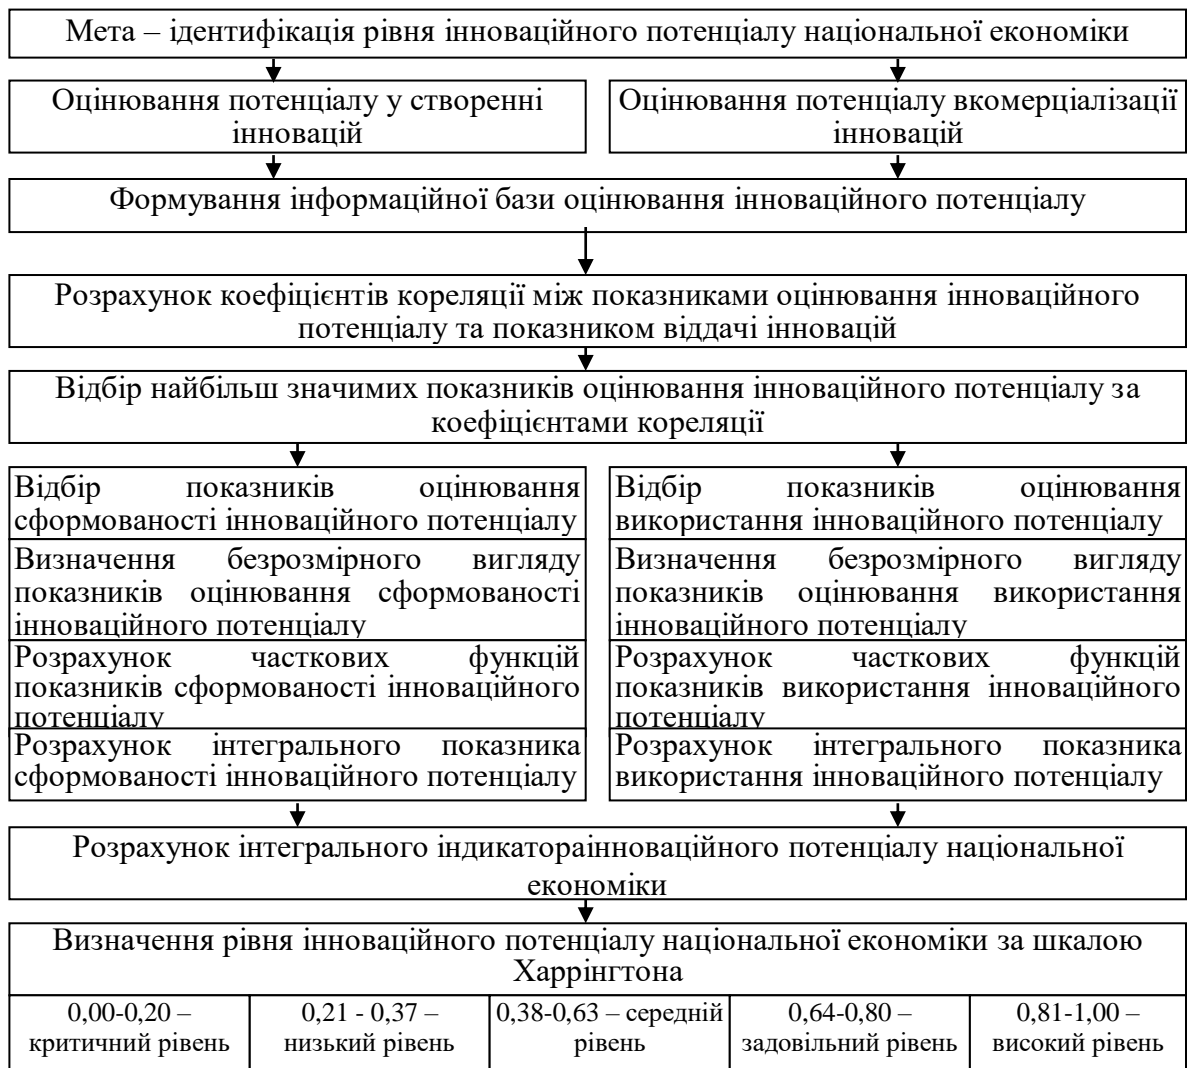 Мета – ідентифікація рівня інноваційного потенціалу національної економіки
Оцінювання потенціалу у створенні
інновацій
Оцінювання потенціалу вкомерціалізації
інновацій
Формування інформаційної бази оцінювання інноваційного потенціалу
Розрахунок коефіцієнтів кореляції між показниками оцінювання інноваційного
потенціалу та показником віддачі інновацій
Відбір найбільш значимих показників оцінювання інноваційного потенціалу за
коефіцієнтами кореляції
Відбір показників оцінювання
сформованості інноваційного потенціалу
Визначення безрозмірного вигляду
показників оцінювання сформованості
інноваційного потенціалу
Розрахунок часткових функцій
показників сформованості інноваційного
потенціалу
Розрахунок інтегрального показника
сформованості інноваційного потенціалу
Відбір показників оцінювання
використання інноваційного потенціалу
Визначення безрозмірного вигляду
показників оцінювання використання
інноваційного потенціалу
Розрахунок часткових функцій
показників використання інноваційного
потенціалу
Розрахунок інтегрального показника
використання інноваційного потенціалу
Розрахунок інтегрального індикатораінноваційного потенціалу національної
економіки
Визначення рівня інноваційного потенціалу національної економіки за шкалою
Харрінгтона
0,00-0,20 –
критичний рівень
0,21 - 0,37 –
низький рівень
0,38-0,63 – середній
рівень
0,64-0,80 –
задовільний рівень
0,81-1,00 –
високий рівень